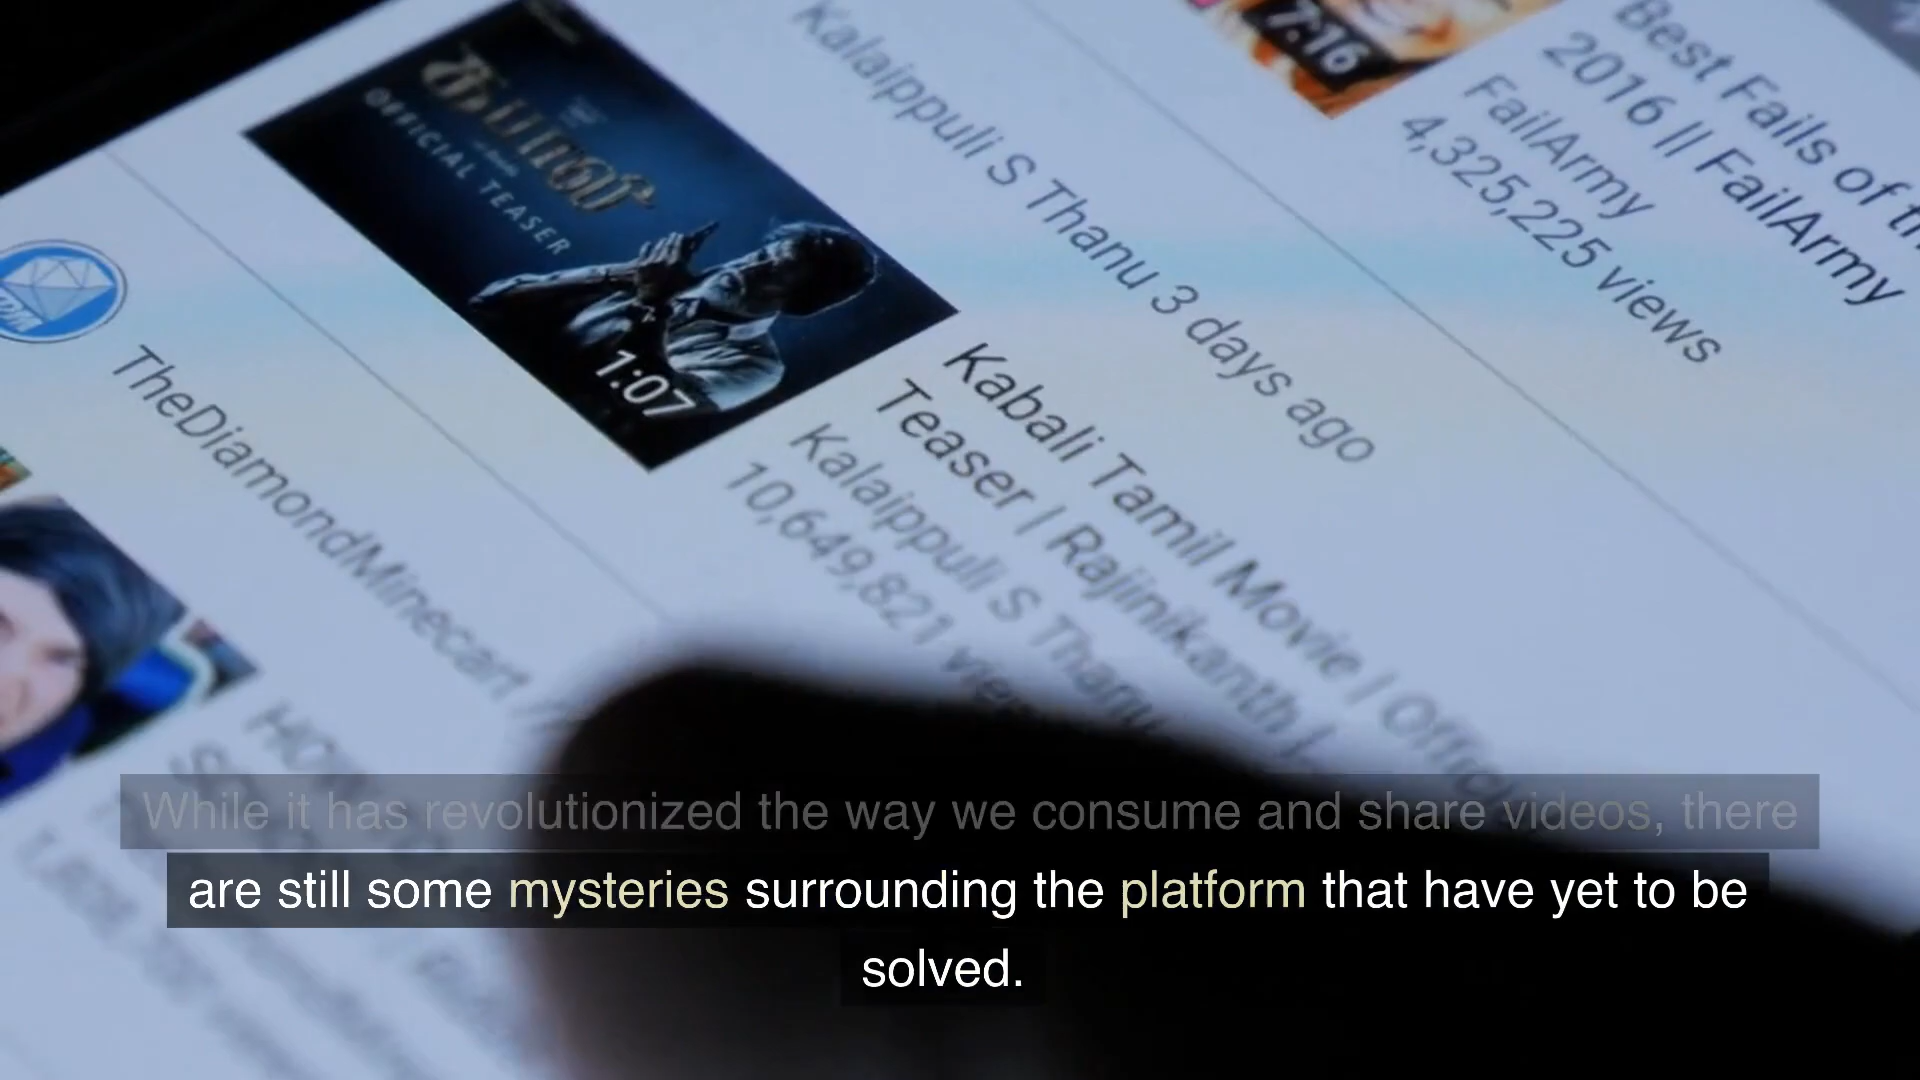 Best Fails of
2016 || FailArmy
FailArmy
4,325,225 views
7:16
Kalaippuli S Thanu 3 days ago
கபாலி
OFFICIAL TEASER
1:07
Kabali Tamil Movie |
Teaser | Rajinikanth |
Kalaippuli S Thanu
10,649,821
TheDiamondMinecart
While it has revolutionized the way we consume and share videos, there
are still some mysteries surrounding the platform that have yet to be
solved.